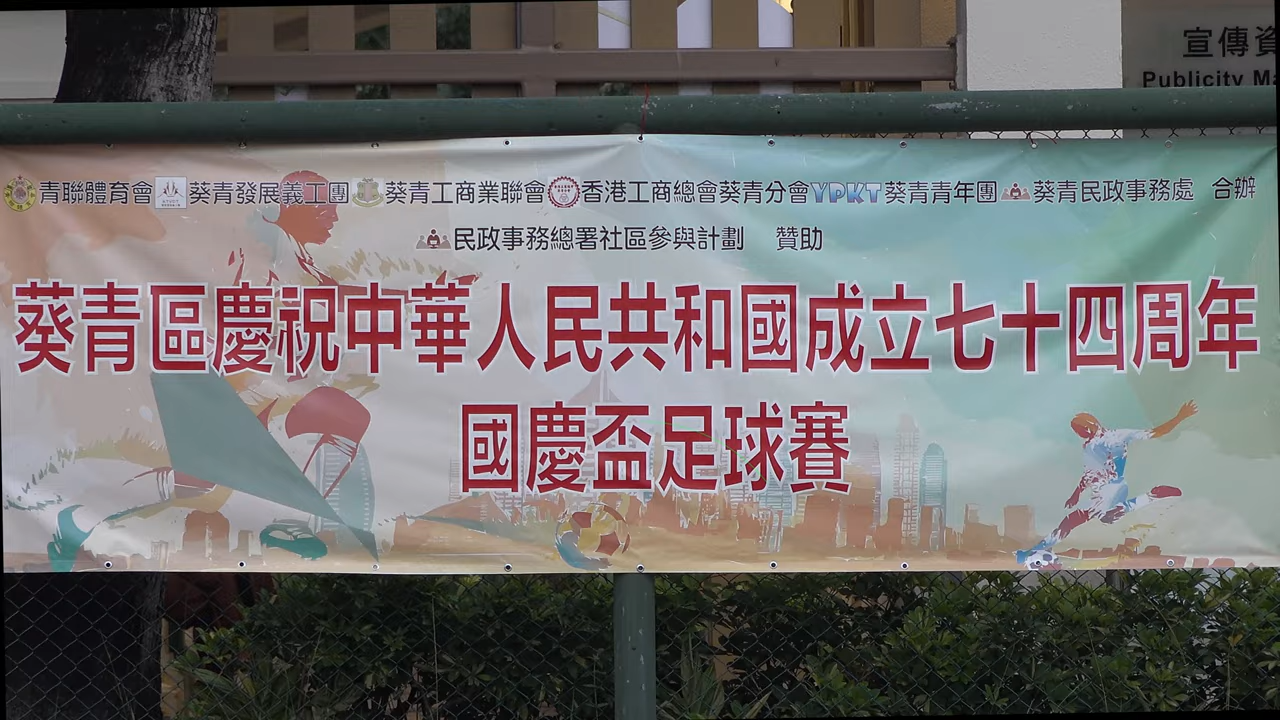 宣傳資
Publicity Ma
青聯體育會 葵青發展義工團 葵青工商業聯會 香港工商總會葵青分會 YPKT 葵青青年團 葵青民政事務處 合辦
民政事務總署社區參與計劃 贊助
葵青區慶祝中華人民共和國成立七十四周年
國慶盃足球賽